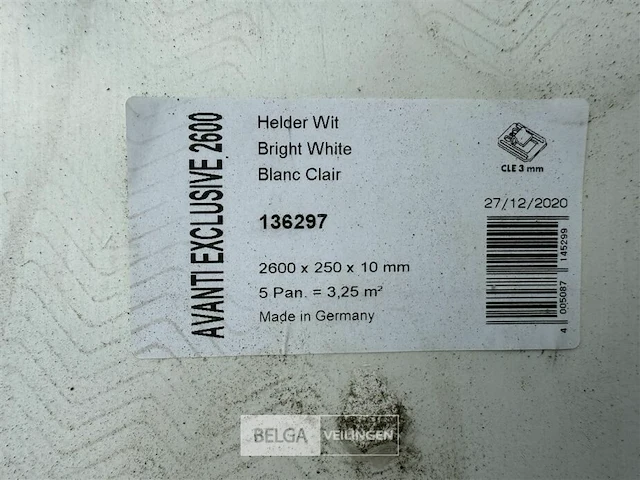 AVANTI EXCLUSIVE 2600
Helder Wit
Bright White
Blanc Clair
136297
2600 x 250 x 10 mm
5 Pan. = 3,25 m²
Made in Germany
CLE 3 mm
27/12/2020
4 005087 145299
BELGA VEILINGEN